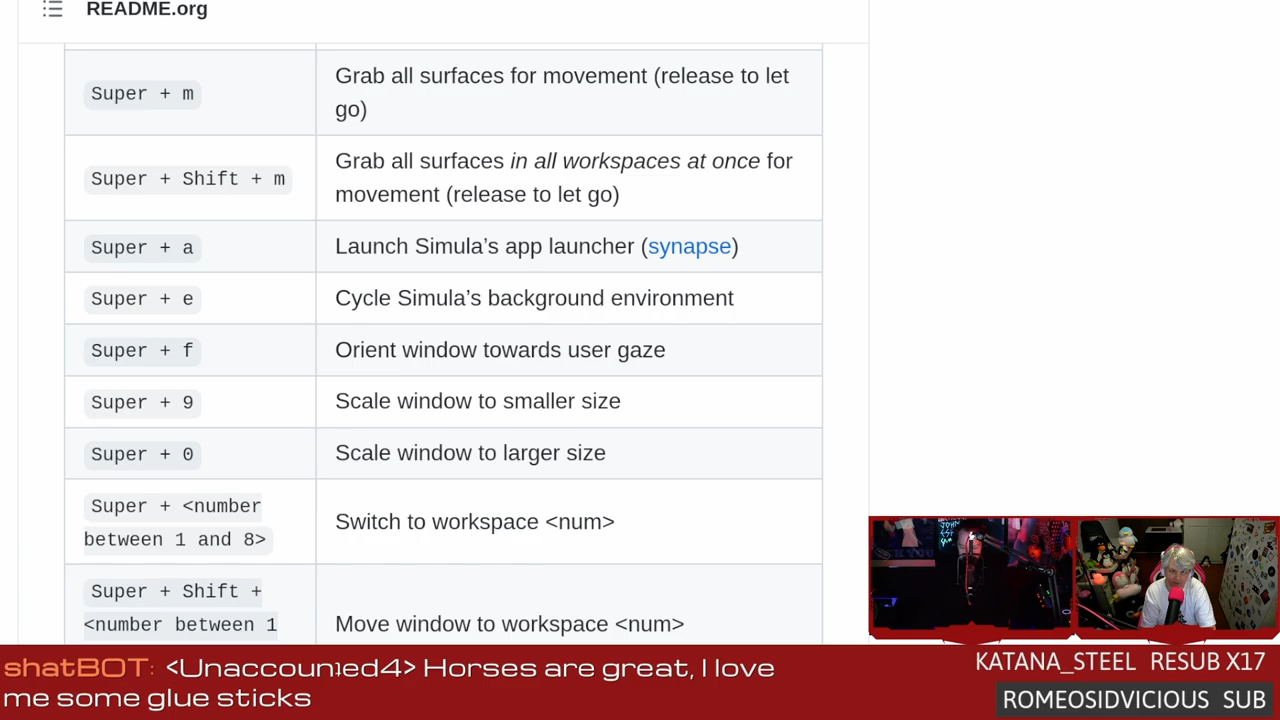 README.org
Super + m
Grab all surfaces for movement (release to let
go)
Super + Shift + m
Grab all surfaces in all workspaces at once for
movement (release to let go)
Super + a
Launch Simula's app launcher (synapse)
Super + e
Cycle Simula's background environment
Super + f
Orient window towards user gaze
Super + 9
Scale window to smaller size
Super + 0
Scale window to larger size
Super + <number
between 1 and 8>
Switch to workspace <num>
Super + Shift +
<number between 1
Move window to workspace <num>
shatBOT: <Unaccounted4> Horses are great, I love
me some glue sticks
KATANA_STEEL RESUB X17
ROMEOSIDVICIOUS SUB